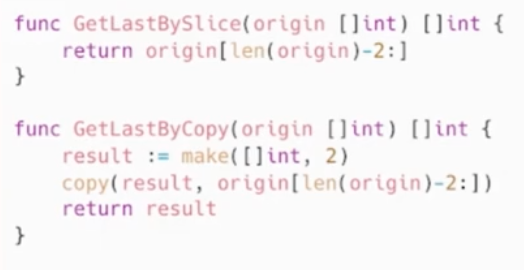 func GetLastBySlice(origin []int) []int {
    return origin[len(origin)-2:]
}

func GetLastByCopy(origin []int) []int {
    result := make([]int, 2)
    copy(result, origin[len(origin)-2:])
    return result
}